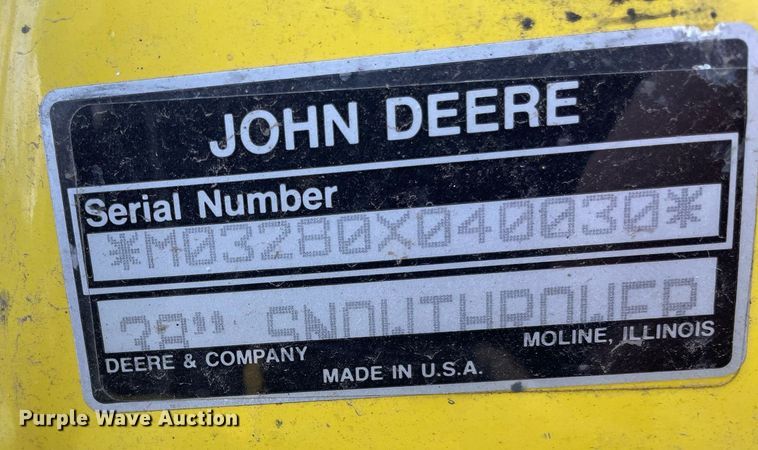 JOHN DEERE
Serial Number
*M03280X040030*
38" SNOWTHROWER
DEERE & COMPANY MOLINE, ILLINOIS
MADE IN U.S.A.
Purple Wave Auction